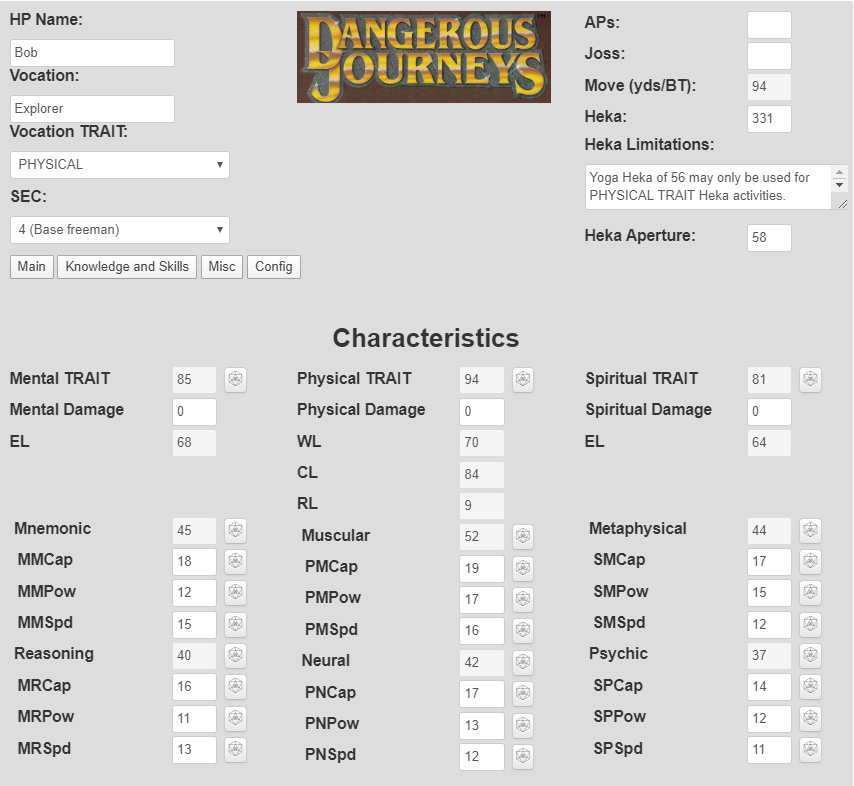 HP Name:
Bob
Vocation:
Explorer
Vocation TRAIT:
PHYSICAL
SEC:
4 (Base freeman)
Main Knowledge and Skills Misc Config
DANGEROUS
JOURNEYS
™
APs:
Joss:
Move (yds/BT): 94
Heka: 331
Heka Limitations:
Yoga Heka of 56 may only be used for
PHYSICAL TRAIT Heka activities.
Heka Aperture: 58
Characteristics
Mental TRAIT 85
Mental Damage 0
EL 68
Mnemonic 45
MMCap 18
MMPow 12
MMSpd 15
Reasoning 40
MRCap 16
MRPow 11
MRSpd 13
Physical TRAIT 94
Physical Damage 0
WL 70
CL 84
RL 9
Muscular 52
PMCap 19
PMPow 17
PMSpd 16
Neural 42
PNCap 17
PNPow 13
PNSpd 12
Spiritual TRAIT 81
Spiritual Damage 0
EL 64
Metaphysical 44
SMCap 17
SMPow 15
SMSpd 12
Psychic 37
SPCap 14
SPPow 12
SPSpd 11